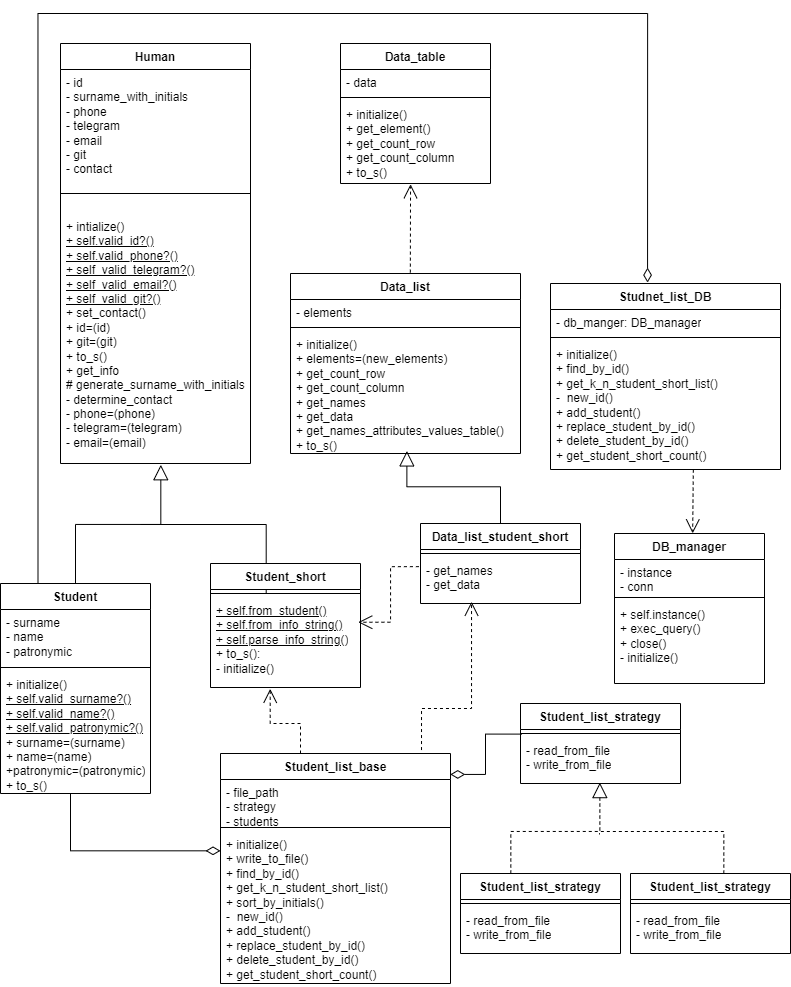 Human
- id
- surname_with_initials
- phone
- telegram
- email
- git
- contact
+ intialize()
+ self.valid_id?()
+ self.valid_phone?()
+ self_valid_telegram?()
+ self_valid_email?()
+ self_valid_git?()
+ set_contact()
+ id=(id)
+ git=(git)
+ to_s()
+ get_info
# generate_surname_with_initials
- determine_contact
- phone=(phone)
- telegram=(telegram)
- email=(email)
Data_table
- data
+ initialize()
+ get_element()
+ get_count_row
+ get_count_column
+ to_s()
Data_list
- elements
+ initialize()
+ elements=(new_elements)
+ get_count_row
+ get_count_column
+ get_names
+ get_data
+ get_names_attributes_values_table()
+ to_s()
Studnet_list_DB
- db_manger: DB_manager
+ initialize()
+ find_by_id()
+ get_k_n_student_short_list()
- new_id()
+ add_student()
+ replace_student_by_id()
+ delete_student_by_id()
+ get_student_short_count()
Data_list_student_short
- get_names
- get_data
DB_manager
- instance
- conn
+ self.instance()
+ exec_query()
+ close()
- initialize()
Student
- surname
- name
- patronymic
+ initialize()
+ self.valid_surname?()
+ self.valid_name?()
+ self.valid_patronymic?()
+ surname=(surname)
+ name=(name)
+patronymic=(patronymic)
+ to_s()
Student_short
+ self.from_student()
+ self.from_info_string()
+ self.parse_info_string()
+ to_s():
- initialize()
Student_list_base
- file_path
- strategy
- students
+ initialize()
+ write_to_file()
+ find_by_id()
+ get_k_n_student_short_list()
+ sort_by_initials()
- new_id()
+ add_student()
+ replace_student_by_id()
+ delete_student_by_id()
+ get_student_short_count()
Student_list_strategy
- read_from_file
- write_from_file
Student_list_strategy
- read_from_file
- write_from_file
Student_list_strategy
- read_from_file
- write_from_file